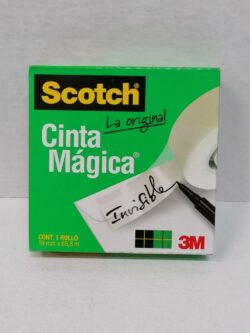 Scotch®
La original
Cinta
Mágica®
Invisible
CONT. 1 ROLLO
19 mm x 65,8 m
3M